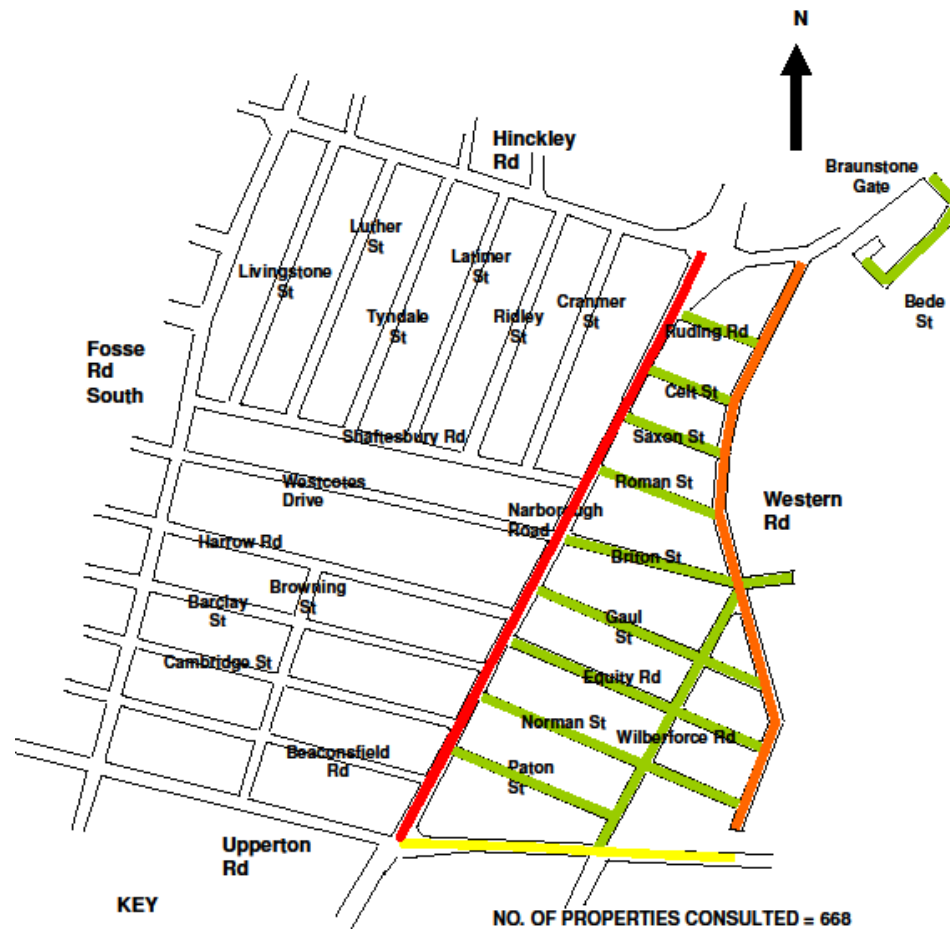 N
Hinckley
Rd
Braunstone
Gate
Luther
St
Latimer
St
Livingstone
St
Cranmer
St
Bede
St
Tyndale
St
Ridley
St
Ruding Rd
Fosse
Rd
South
Celt St
Shaftesbury Rd
Saxon St
Westcotes
Drive
Roman St
Narborough
Road
Western
Rd
Harrow Rd
Briton St
Browning
St
Barclay
St
Gaul
St
Cambridge St
Equity Rd
Norman St
Wilberforce Rd
Beaconsfield
Rd
Paton
St
Upperton
Rd
KEY
NO. OF PROPERTIES CONSULTED = 668